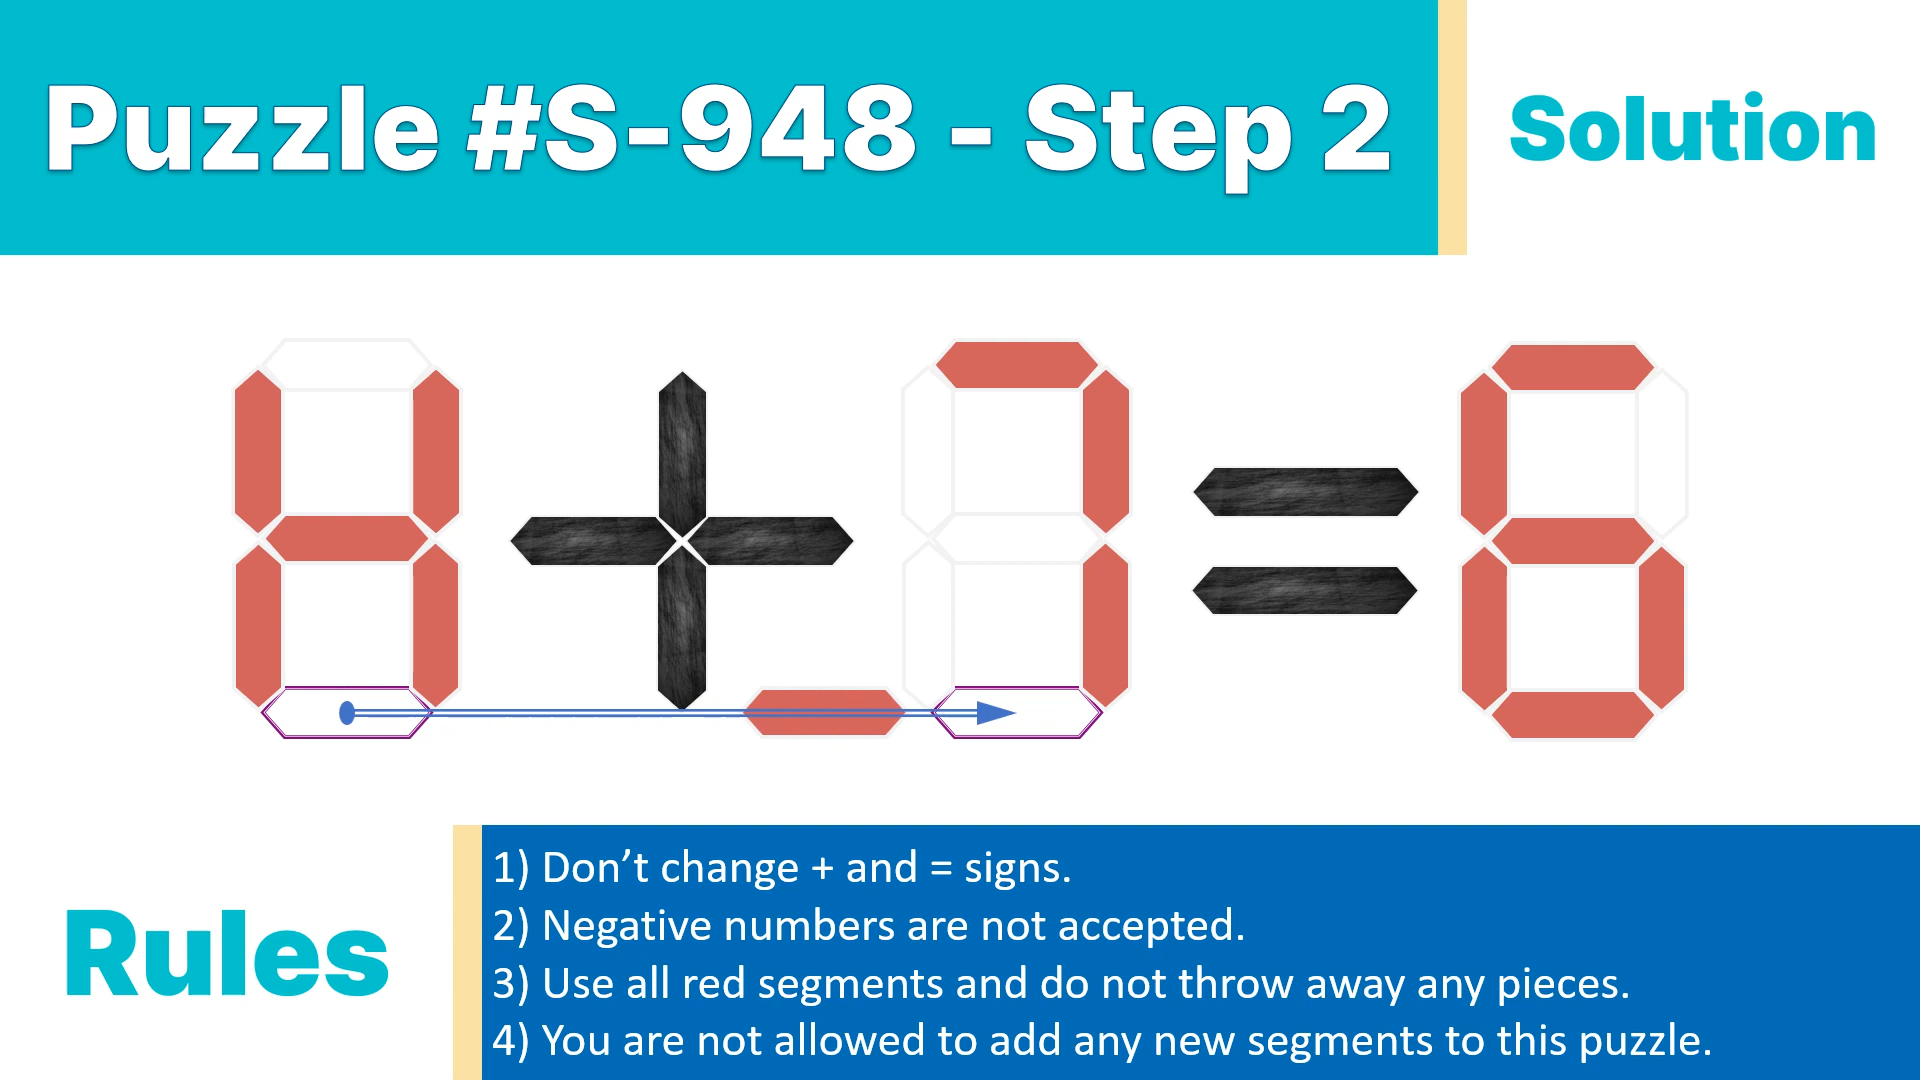 Puzzle #S-948 - Step 2
Solution
+
=
6
Rules
1) Don’t change + and = signs.
2) Negative numbers are not accepted.
3) Use all red segments and do not throw away any pieces.
4) You are not allowed to add any new segments to this puzzle.